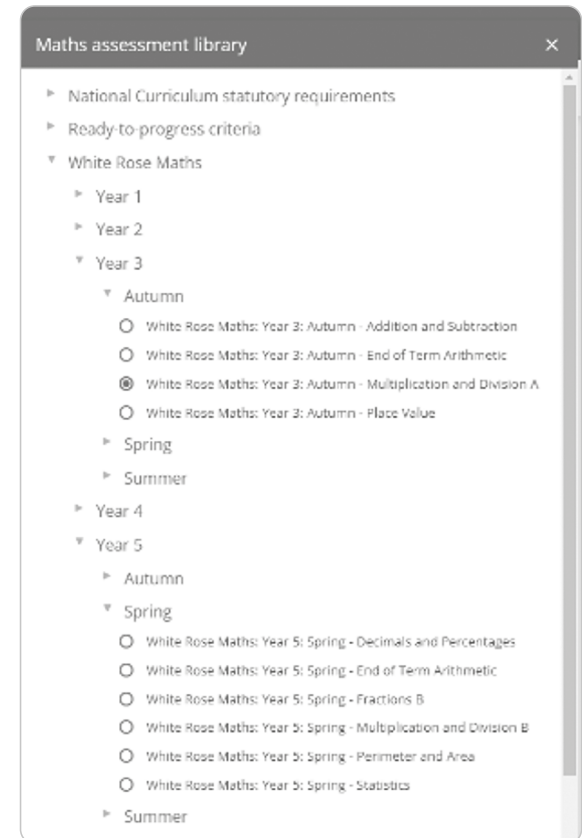 Maths assessment library
National Curriculum statutory requirements
Ready-to-progress criteria
White Rose Maths
Year 1
Year 2
Year 3
Autumn
White Rose Maths: Year 3: Autumn - Addition and Subtraction
White Rose Maths: Year 3: Autumn - End of Term Arithmetic
White Rose Maths: Year 3: Autumn - Multiplication and Division A
White Rose Maths: Year 3: Autumn - Place Value
Spring
Summer
Year 4
Year 5
Autumn
Spring
White Rose Maths: Year 5: Spring - Decimals and Percentages
White Rose Maths: Year 5: Spring - End of Term Arithmetic
White Rose Maths: Year 5: Spring - Fractions B
White Rose Maths: Year 5: Spring - Multiplication and Division B
White Rose Maths: Year 5: Spring - Perimeter and Area
White Rose Maths: Year 5: Spring - Statistics
Summer